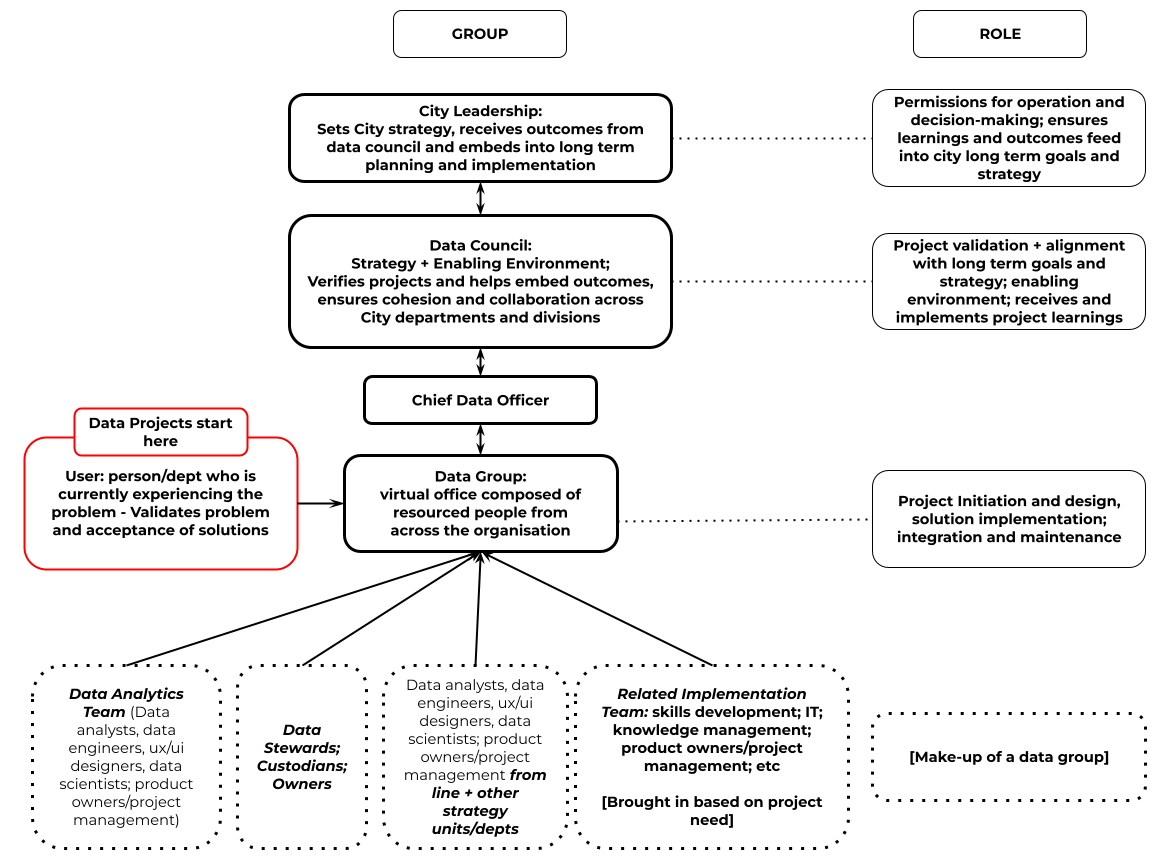 GROUP
ROLE
City Leadership:
Sets City strategy, receives outcomes from
data council and embeds into long term
planning and implementation
Permissions for operation and
decision-making; ensures
learnings and outcomes feed
into city long term goals and
strategy
Data Council:
Strategy + Enabling Environment;
Verifies projects and helps embed outcomes,
ensures cohesion and collaboration across
City departments and divisions
Project validation + alignment
with long term goals and
strategy; enabling
environment; receives and
implements project learnings
Chief Data Officer
Data Projects start
here
User: person/dept who is
currently experiencing the
problem - Validates problem
and acceptance of solutions
Data Group:
virtual office composed of
resourced people from
across the organisation
Project Initiation and design,
solution implementation;
integration and maintenance
Data Analytics
Team (Data
analysts, data
engineers, ux/ui
designers, data
scientists; product
owners/project
management)
Data
Stewards;
Custodians;
Owners
Data analysts, data
engineers, ux/ui
designers, data
scientists; product
owners/project
management from
line + other
strategy
units/depts
Related Implementation
Team: skills development; IT;
knowledge management;
product owners/project
management; etc
[Brought in based on project
need]
[Make-up of a data group]